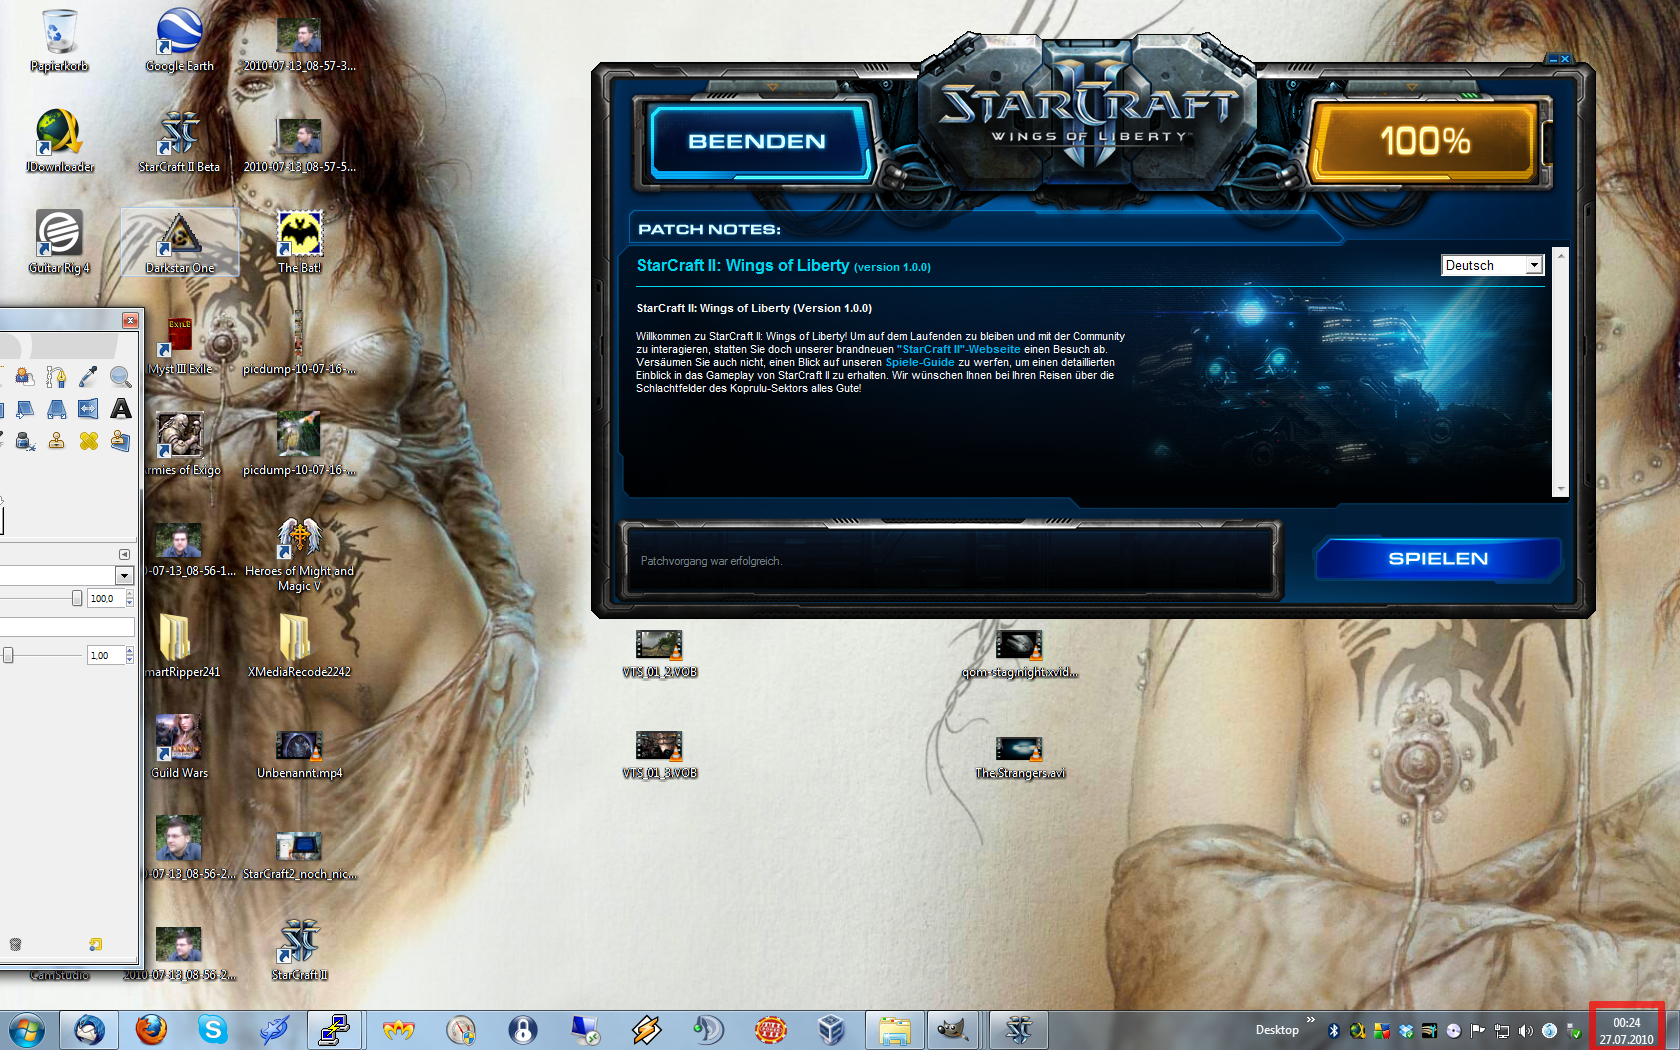 Papierkorb
Google Earth
2010-07-13_08-57-3...
JDownloader
StarCraft II Beta
2010-07-13_08-57-5...
Guitar Rig 4
Darkstar One
The Bat!
EXILE
Myst III Exile
picdump-10-07-16-...
rmies of Exigo
picdump-10-07-16-...
-07-13_08-56-1...
Heroes of Might and
Magic V
100,0
1,00
martRipper241
XMediaRecode2242
Guild Wars
Unbenannt.mp4
-07-13_08-56-2...
StarCraft2_noch_nic...
CamStudio
2010-07-13_08-56-2...
StarCraft II
STARCRAFT
II
WINGS OF LIBERTY
BEENDEN
100%
PATCH NOTES:
StarCraft II: Wings of Liberty (version 1.0.0)
Deutsch
StarCraft II: Wings of Liberty (Version 1.0.0)
Willkommen zu StarCraft II: Wings of Liberty! Um auf dem Laufenden zu bleiben und mit der Community
zu interagieren, statten Sie doch unserer brandneuen "StarCraft II"-Webseite einen Besuch ab.
Versäumen Sie auch nicht, einen Blick auf unseren Spiele-Guide zu werfen, um einen detaillierten
Einblick in das Gameplay von StarCraft II zu erhalten. Wir wünschen Ihnen bei Ihren Reisen über die
Schlachtfelder des Koprulu-Sektors alles Gute!
Patchvorgang war erfolgreich.
SPIELEN
VTS_01_2.VOB
qom-stag.night.xvid...
VTS_01_3.VOB
The.Strangers.avi
Desktop
00:24
27.07.2010